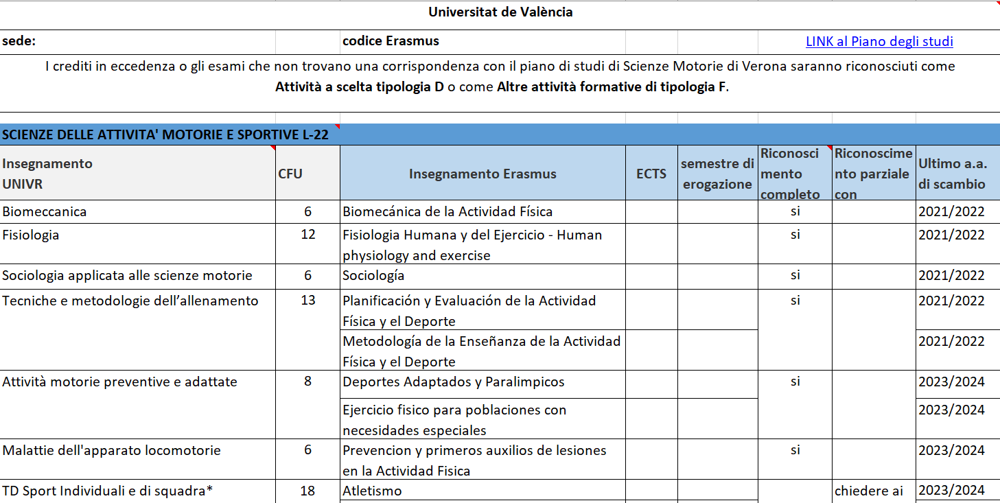 Universitat de València
sede: codice Erasmus LINK al Piano degli studi
I crediti in eccedenza o gli esami che non trovano una corrispondenza con il piano di studi di Scienze Motorie di Verona saranno riconosciuti come
Attività a scelta tipologia D o come Altre attività formative di tipologia F.
SCIENZE DELLE ATTIVITA' MOTORIE E SPORTIVE L-22
Insegnamento
UNIVR
CFU
Insegnamento Erasmus
ECTS
semestre di
erogazione
Riconosci
mento
completo
Riconoscime
nto parziale
con
Ultimo a.a.
di scambio
Biomeccanica 6 Biomecánica de la Actividad Física si 2021/2022
Fisiologia 12 Fisiologia Humana y del Ejercicio - Human si 2021/2022
physiology and exercise
Sociologia applicata alle scienze motorie 6 Sociología si 2021/2022
Tecniche e metodologie dell’allenamento 13 Planificación y Evaluación de la Actividad si 2021/2022
Física y el Deporte
Metodología de la Enseñanza de la Actividad 2021/2022
Física y el Deporte
Attività motorie preventive e adattate 8 Deportes Adaptados y Paralimpicos si 2023/2024
Ejercicio fisico para poblaciones con 2023/2024
necesidades especiales
Malattie dell'apparato locomotorie 6 Prevencion y primeros auxilios de lesiones si 2023/2024
en la Actividad Fisica
TD Sport Individuali e di squadra* 18 Atletismo chiedere ai 2023/2024